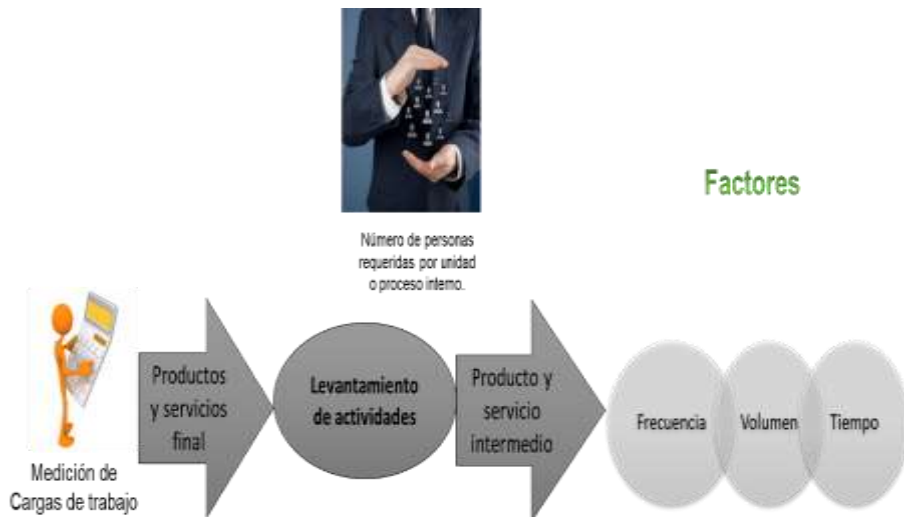 Factores
Número de personas
requeridas por unidad
o proceso interno.
Medición de
Cargas de trabajo
Productos
y servicios
final
Levantamiento
de actividades
Producto y
servicio
intermedio
Frecuencia
Volumen
Tiempo